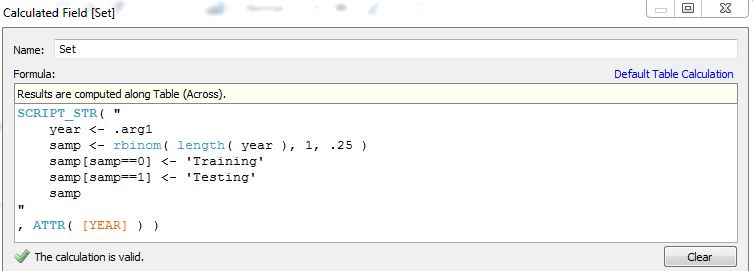 Calculated Field [Set]
Name: Set
Formula: Default Table Calculation
Results are computed along Table (Across).
SCRIPT_STR( "
year <- .arg1
samp <- rbinom( length( year ), 1, .25 )
samp[samp==0] <- 'Training'
samp[samp==1] <- 'Testing'
samp
"
, ATTR( [YEAR] ) )
The calculation is valid. Clear